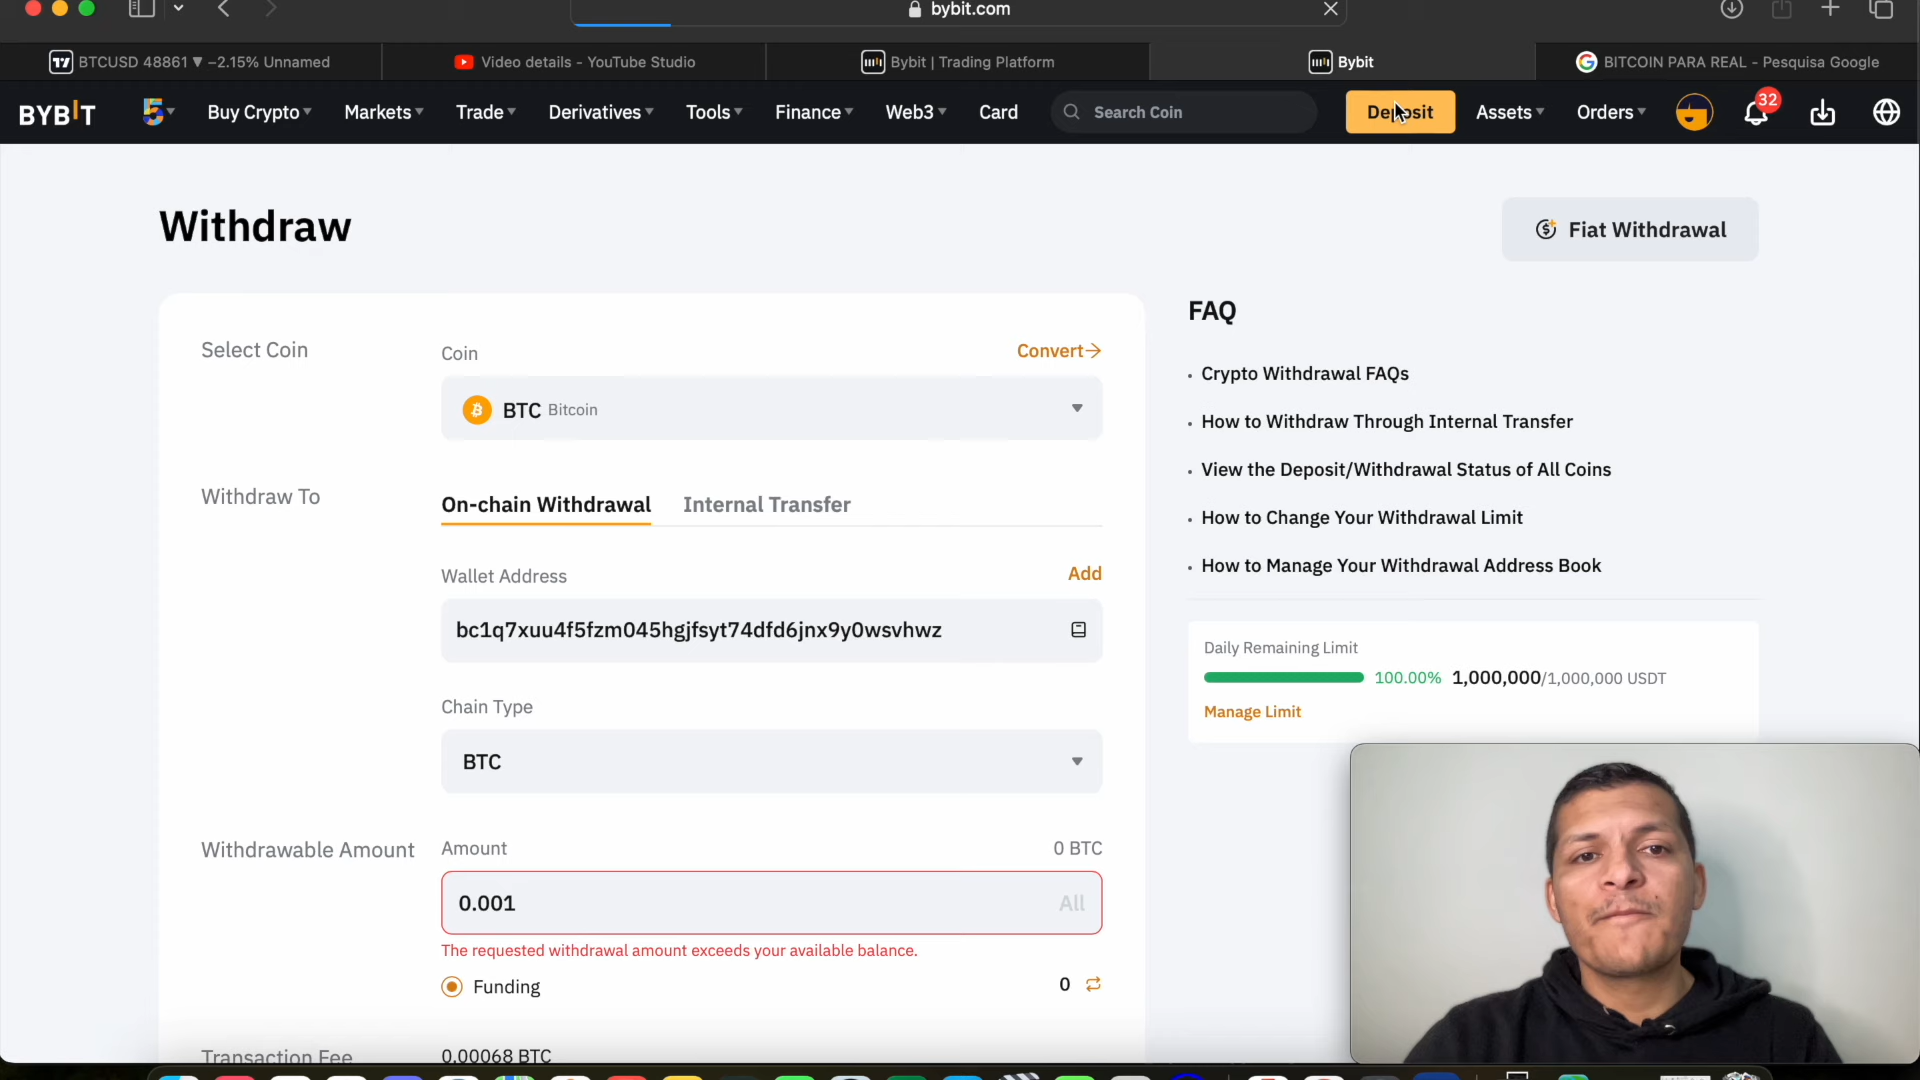 bybit.com
BTCUSD 48861 ▼ −2.15% Unnamed
Video details - YouTube Studio
Bybit | Trading Platform
Bybit
BITCOIN PARA REAL - Pesquisa Google
BYBIT
Buy Crypto
Markets
Trade
Derivatives
Tools
Finance
Web3
Card
Search Coin
Deposit
Assets
Orders
32
Withdraw
Fiat Withdrawal
Select Coin
Coin
Convert→
BTC Bitcoin
Withdraw To
On-chain Withdrawal
Internal Transfer
Wallet Address
Add
bc1q7xuu4f5fzm045hgjfsyt74dfd6jnx9y0wsvhwz
Chain Type
BTC
Withdrawable Amount
Amount
0 BTC
0.001
All
The requested withdrawal amount exceeds your available balance.
Funding
0
Transaction Fee
0.00068 BTC
FAQ
• Crypto Withdrawal FAQs
• How to Withdraw Through Internal Transfer
• View the Deposit/Withdrawal Status of All Coins
• How to Change Your Withdrawal Limit
• How to Manage Your Withdrawal Address Book
Daily Remaining Limit
100.00% 1,000,000/1,000,000 USDT
Manage Limit